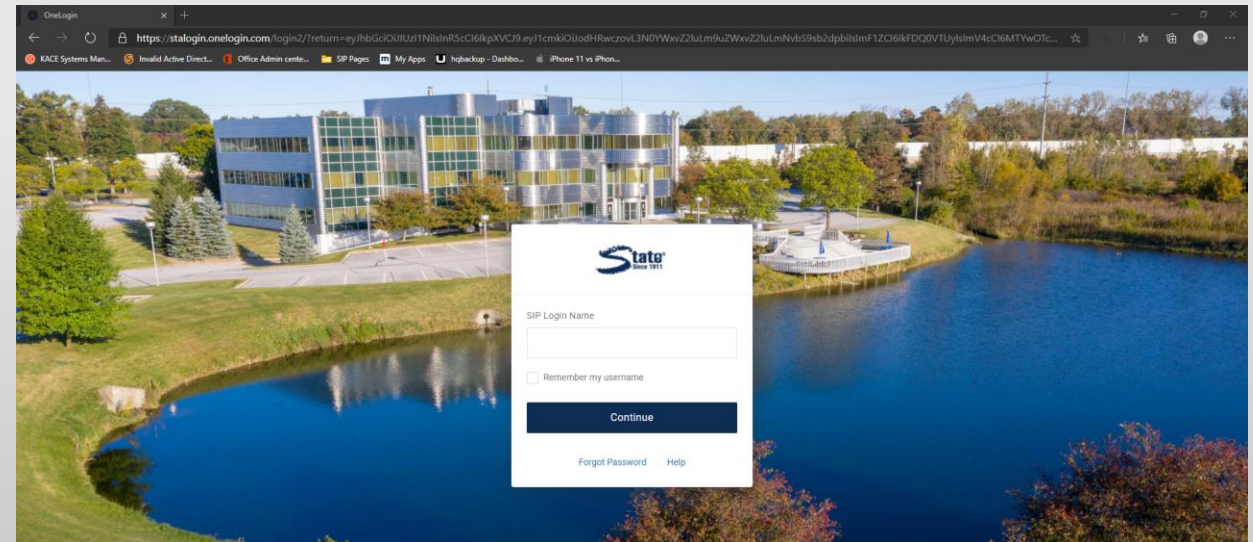 OneLogin
https://stalogin.onelogin.com/login2/?return=eyJhbGciOiJIUzI1NiIsInR5cCI6IkpXVCJ9.eyJ1cmkiOiJodHRwczovL3N0YWxvZ2luLm9uZWxvZ2luLmNvbS9sb2dpbiIsImF1ZCI6IkFDQ0VTUyIsImV4cCI6MTYwOTc...
KACE Systems Man... Invalid Active Direct... Office Admin cente... SIP Pages m My Apps U hqbackup - Dashbo... iPhone 11 vs iPhon...
State®
Since 1911
SIP Login Name
Remember my username
Continue
Forgot Password Help